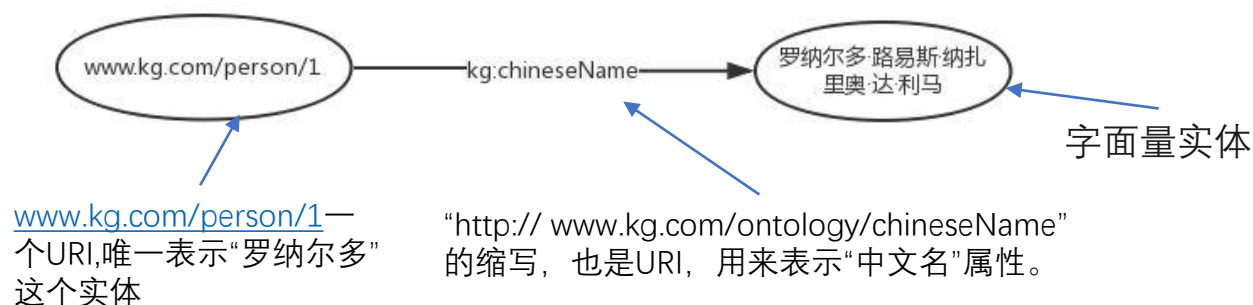 www.kg.com/person/1
kg:chineseName
罗纳尔多·路易斯·纳扎
里奥·达·利马
字面量实体
www.kg.com/person/1一
个URI,唯一表示“罗纳尔多”
这个实体
“http:// www.kg.com/ontology/chineseName”
的缩写，也是URI，用来表示“中文名”属性。